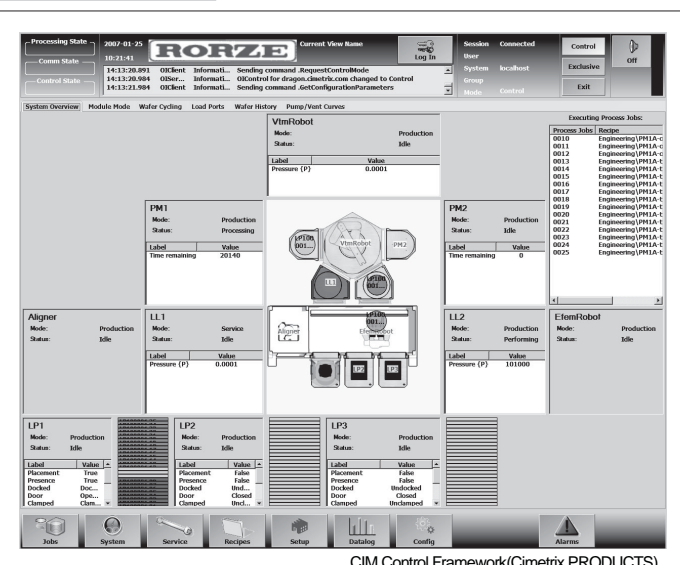 Processing State
Comm State
Control State
2007-01-25
10:21:41
RORZE
Current View Name
Log In
Session Connected
User
System localhost
Group
Mode Control
Control
Exclusive
Exit
Off
14:13:20.891 OIClient Informati... Sending command .RequestControlMode
14:13:20.984 OISer... Informati... OIControl for dragon.cimetrix.com changed to Control
14:13:21.984 OIClient Informati... Sending command .GetConfigurationParameters
System Overview Module Mode Wafer Cycling Load Ports Wafer History Pump/Vent Curves
VtmRobot
Mode: Production
Status: Idle
Label Value
Pressure {P} 0.0001
Executing Process Jobs:
Process Jobs Recipe
0010 Engineering\PM1A-c
0011 Engineering\PM1A-c
0012 Engineering\PM1A-c
0013 Engineering\PM1A-t
0014 Engineering\PM1A-t
0015 Engineering\PM1A-t
0016 Engineering\PM1A-t
0017 Engineering\PM1A-t
0018 Engineering\PM1A-t
0019 Engineering\PM1A-t
0020 Engineering\PM1A-t
0021 Engineering\PM1A-t
0022 Engineering\PM1A-t
0023 Engineering\PM1A-t
0024 Engineering\PM1A-t
0025 Engineering\PM1A-t
PM1
Mode: Production
Status: Processing
Label Value
Time remaining 20140
LP100
001...
VtmRobot
PM2
LL1
LP100
001...
PM2
Mode: Production
Status: Idle
Label Value
Time remaining 0
Aligner
Mode: Production
Status: Idle
LL1
Mode: Service
Status: Idle
Label Value
Pressure {P} 0.0001
Aligner
LP100
001...
EfemRobot
LP2
LP3
LL2
Mode: Production
Status: Performing
Label Value
Pressure {P} 101000
EfemRobot
Mode: Production
Status: Idle
LP1
Mode: Production
Status: Idle
Label Value
Placement True
Presence True
Docked Doc...
Door Ope...
Clamped Clam...
LP2
Mode: Production
Status: Idle
Label Value
Placement False
Presence False
Docked Und...
Door Closed
Clamped Uncl...
LP3
Mode: Production
Status: Idle
Label Value
Placement False
Presence False
Docked Undocked
Door Closed
Clamped Unclamped
Jobs
System
Service
Recipes
Setup
Datalog
Config
Alarms
CIM Control Framework(Cimetrix PRODUCTS)